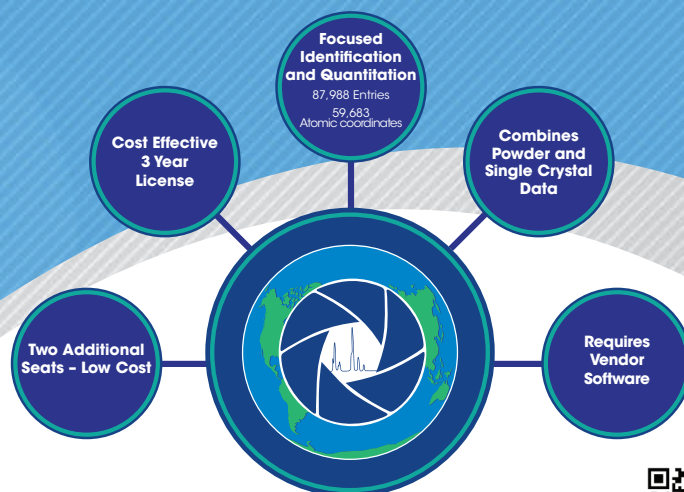 Focused
Identification
and Quantitation
87,988 Entries
59,683
Atomic coordinates
Cost Effective
3 Year
License
Combines
Powder and
Single Crystal
Data
Two Additional
Seats – Low Cost
Requires
Vendor
Software